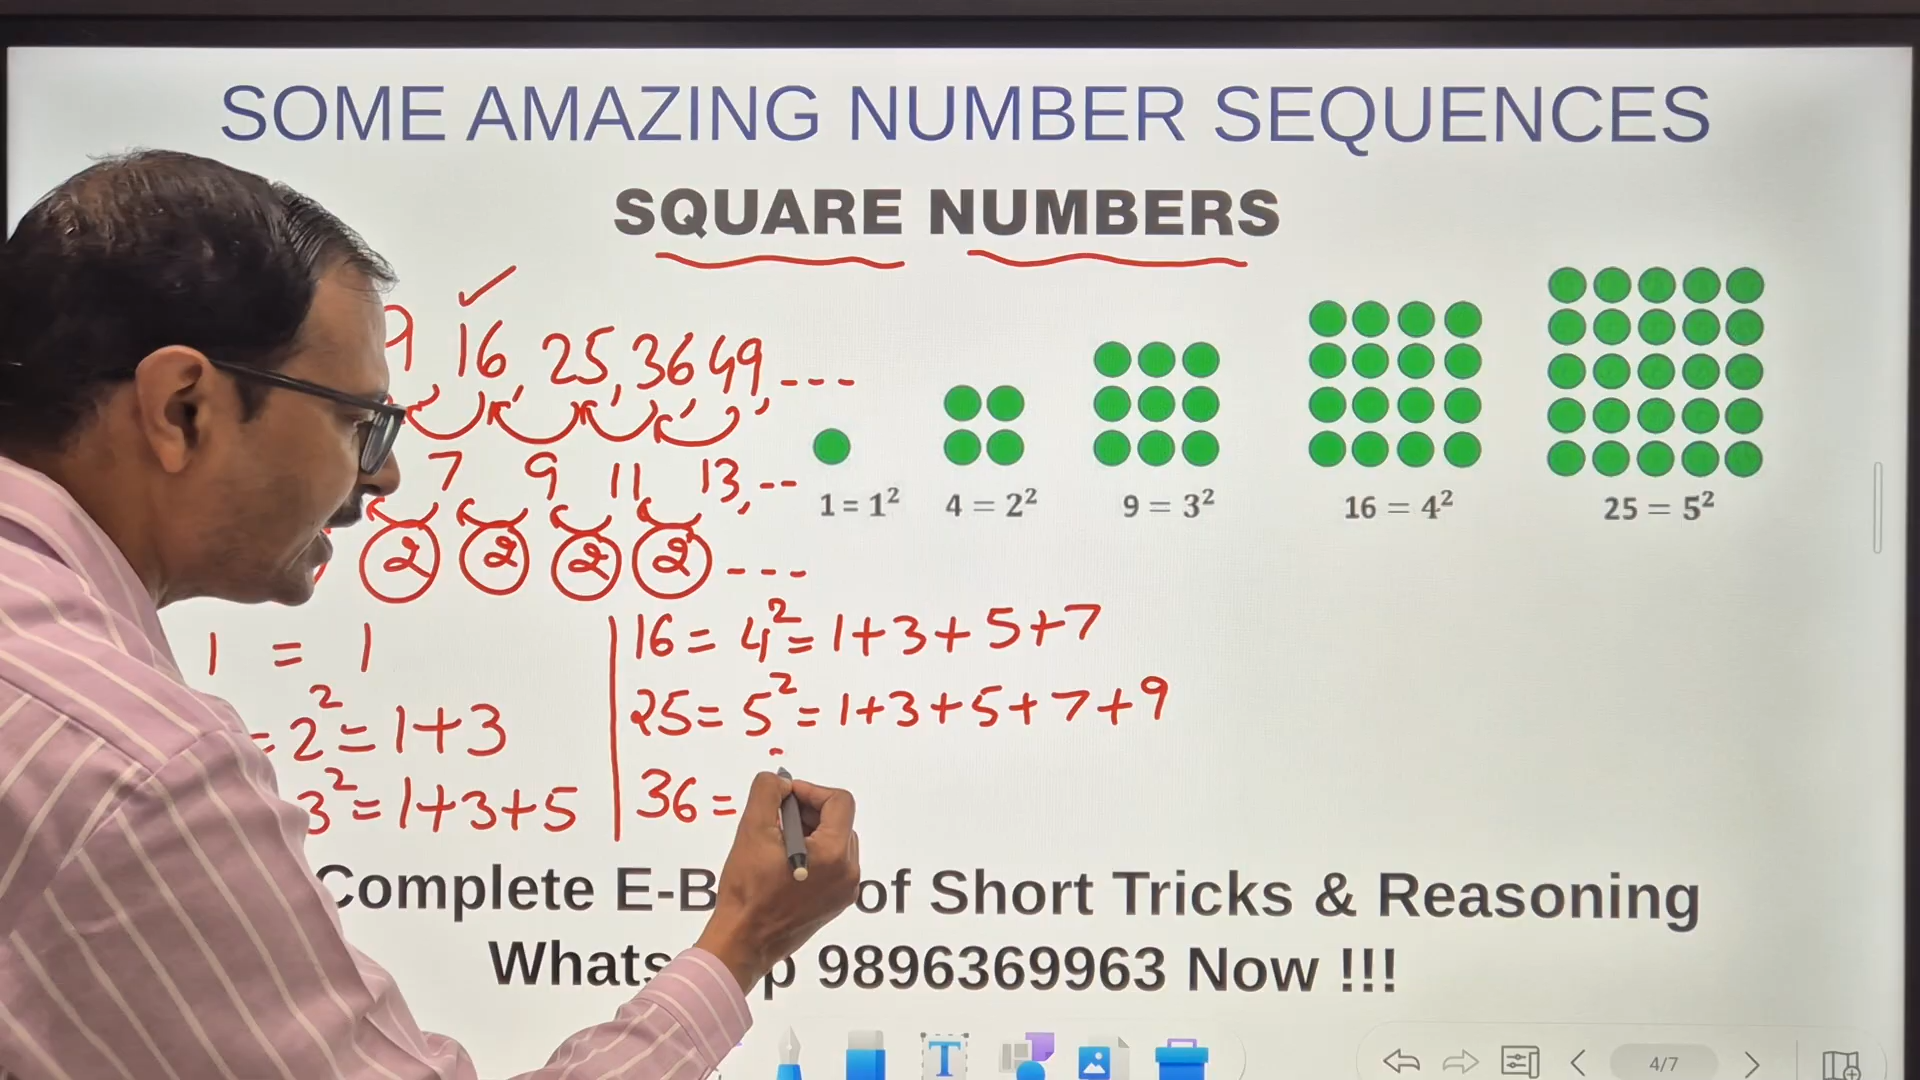 SOME AMAZING NUMBER SEQUENCES
SQUARE NUMBERS
9, 16, 25, 36, 49, ---
7 9 11 13, --
2 2 2 2 ---
1 = 1² 4 = 2² 9 = 3² 16 = 4² 25 = 5²
1 = 1
= 2² = 1+3
3² = 1+3+5
16 = 4² = 1+3+5+7
25 = 5² = 1+3+5+7+9
36 =
Complete of Short Tricks & Reasoning
9896369963 Now !!!
T
4/7